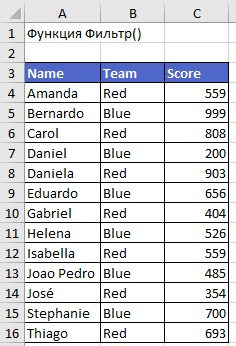 A B C
1 Функция Фильтр()
2
3 Name Team Score
4 Amanda Red 559
5 Bernardo Blue 999
6 Carol Red 808
7 Daniel Blue 200
8 Daniela Red 903
9 Eduardo Blue 656
10 Gabriel Red 404
11 Helena Blue 526
12 Isabella Red 559
13 Joao Pedro Blue 485
14 José Red 354
15 Stephanie Blue 700
16 Thiago Red 693